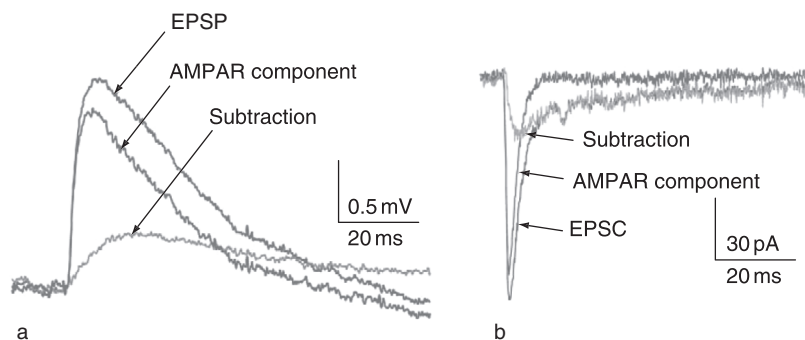 EPSP
AMPAR component
Subtraction
0.5 mV
20 ms
a
Subtraction
AMPAR component
EPSC
30 pA
20 ms
b